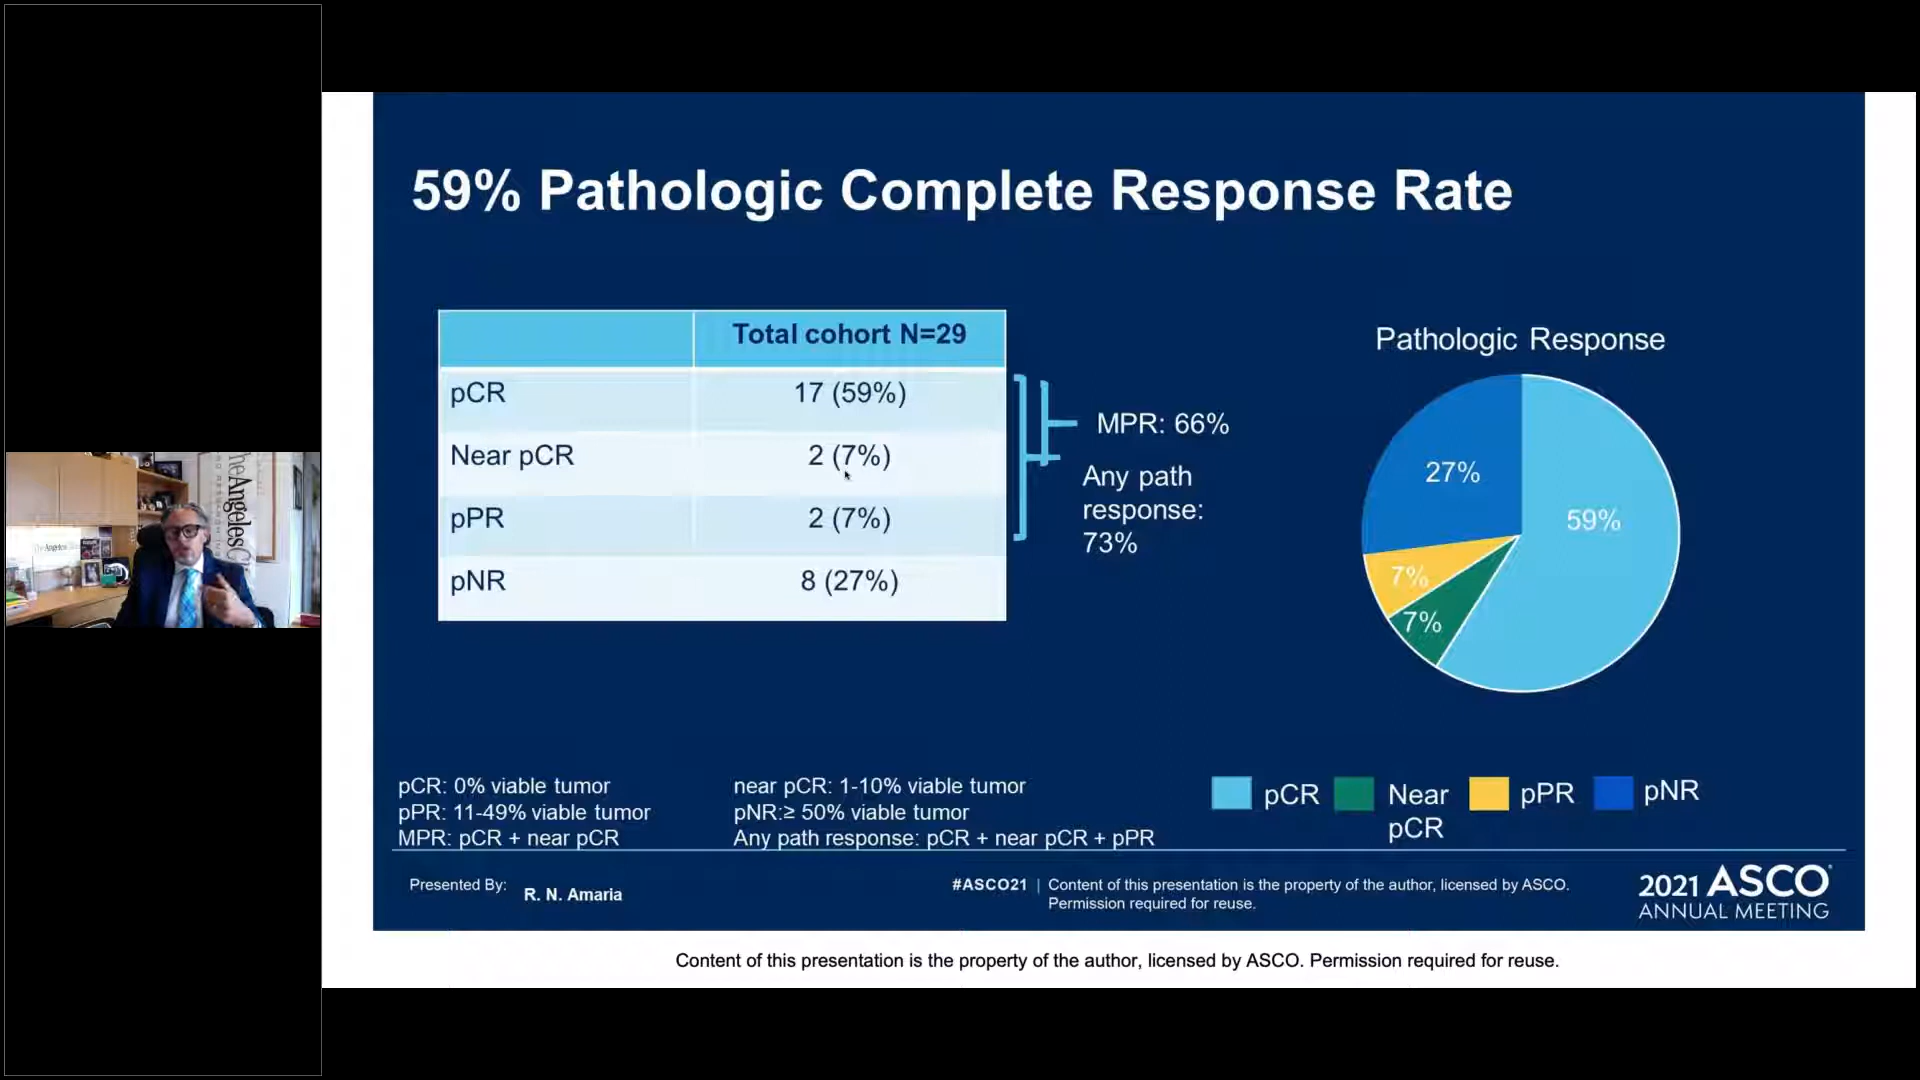 59% Pathologic Complete Response Rate
Total cohort N=29
pCR 17 (59%)
Near pCR 2 (7%)
pPR 2 (7%)
pNR 8 (27%)
MPR: 66%
Any path
response:
73%
Pathologic Response
27%
59%
7%
7%
pCR
Near
pCR
pPR
pNR
pCR: 0% viable tumor
near pCR: 1-10% viable tumor
pPR: 11-49% viable tumor
pNR:≥ 50% viable tumor
MPR: pCR + near pCR
Any path response: pCR + near pCR + pPR
Presented By:
R. N. Amaria
#ASCO21 | Content of this presentation is the property of the author, licensed by ASCO.
Permission required for reuse.
2021 ASCO
ANNUAL MEETING
Content of this presentation is the property of the author, licensed by ASCO. Permission required for reuse.